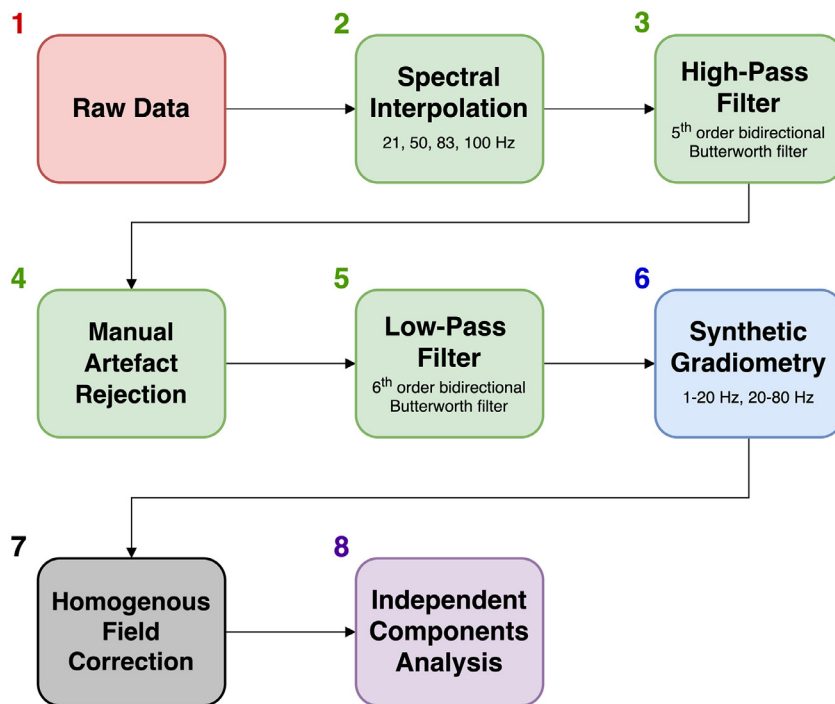 1
Raw Data
2
Spectral
Interpolation
21, 50, 83, 100 Hz
3
High-Pass
Filter
5th order bidirectional
Butterworth filter
4
Manual
Artefact
Rejection
5
Low-Pass
Filter
6th order bidirectional
Butterworth filter
6
Synthetic
Gradiometry
1-20 Hz, 20-80 Hz
7
Homogenous
Field
Correction
8
Independent
Components
Analysis